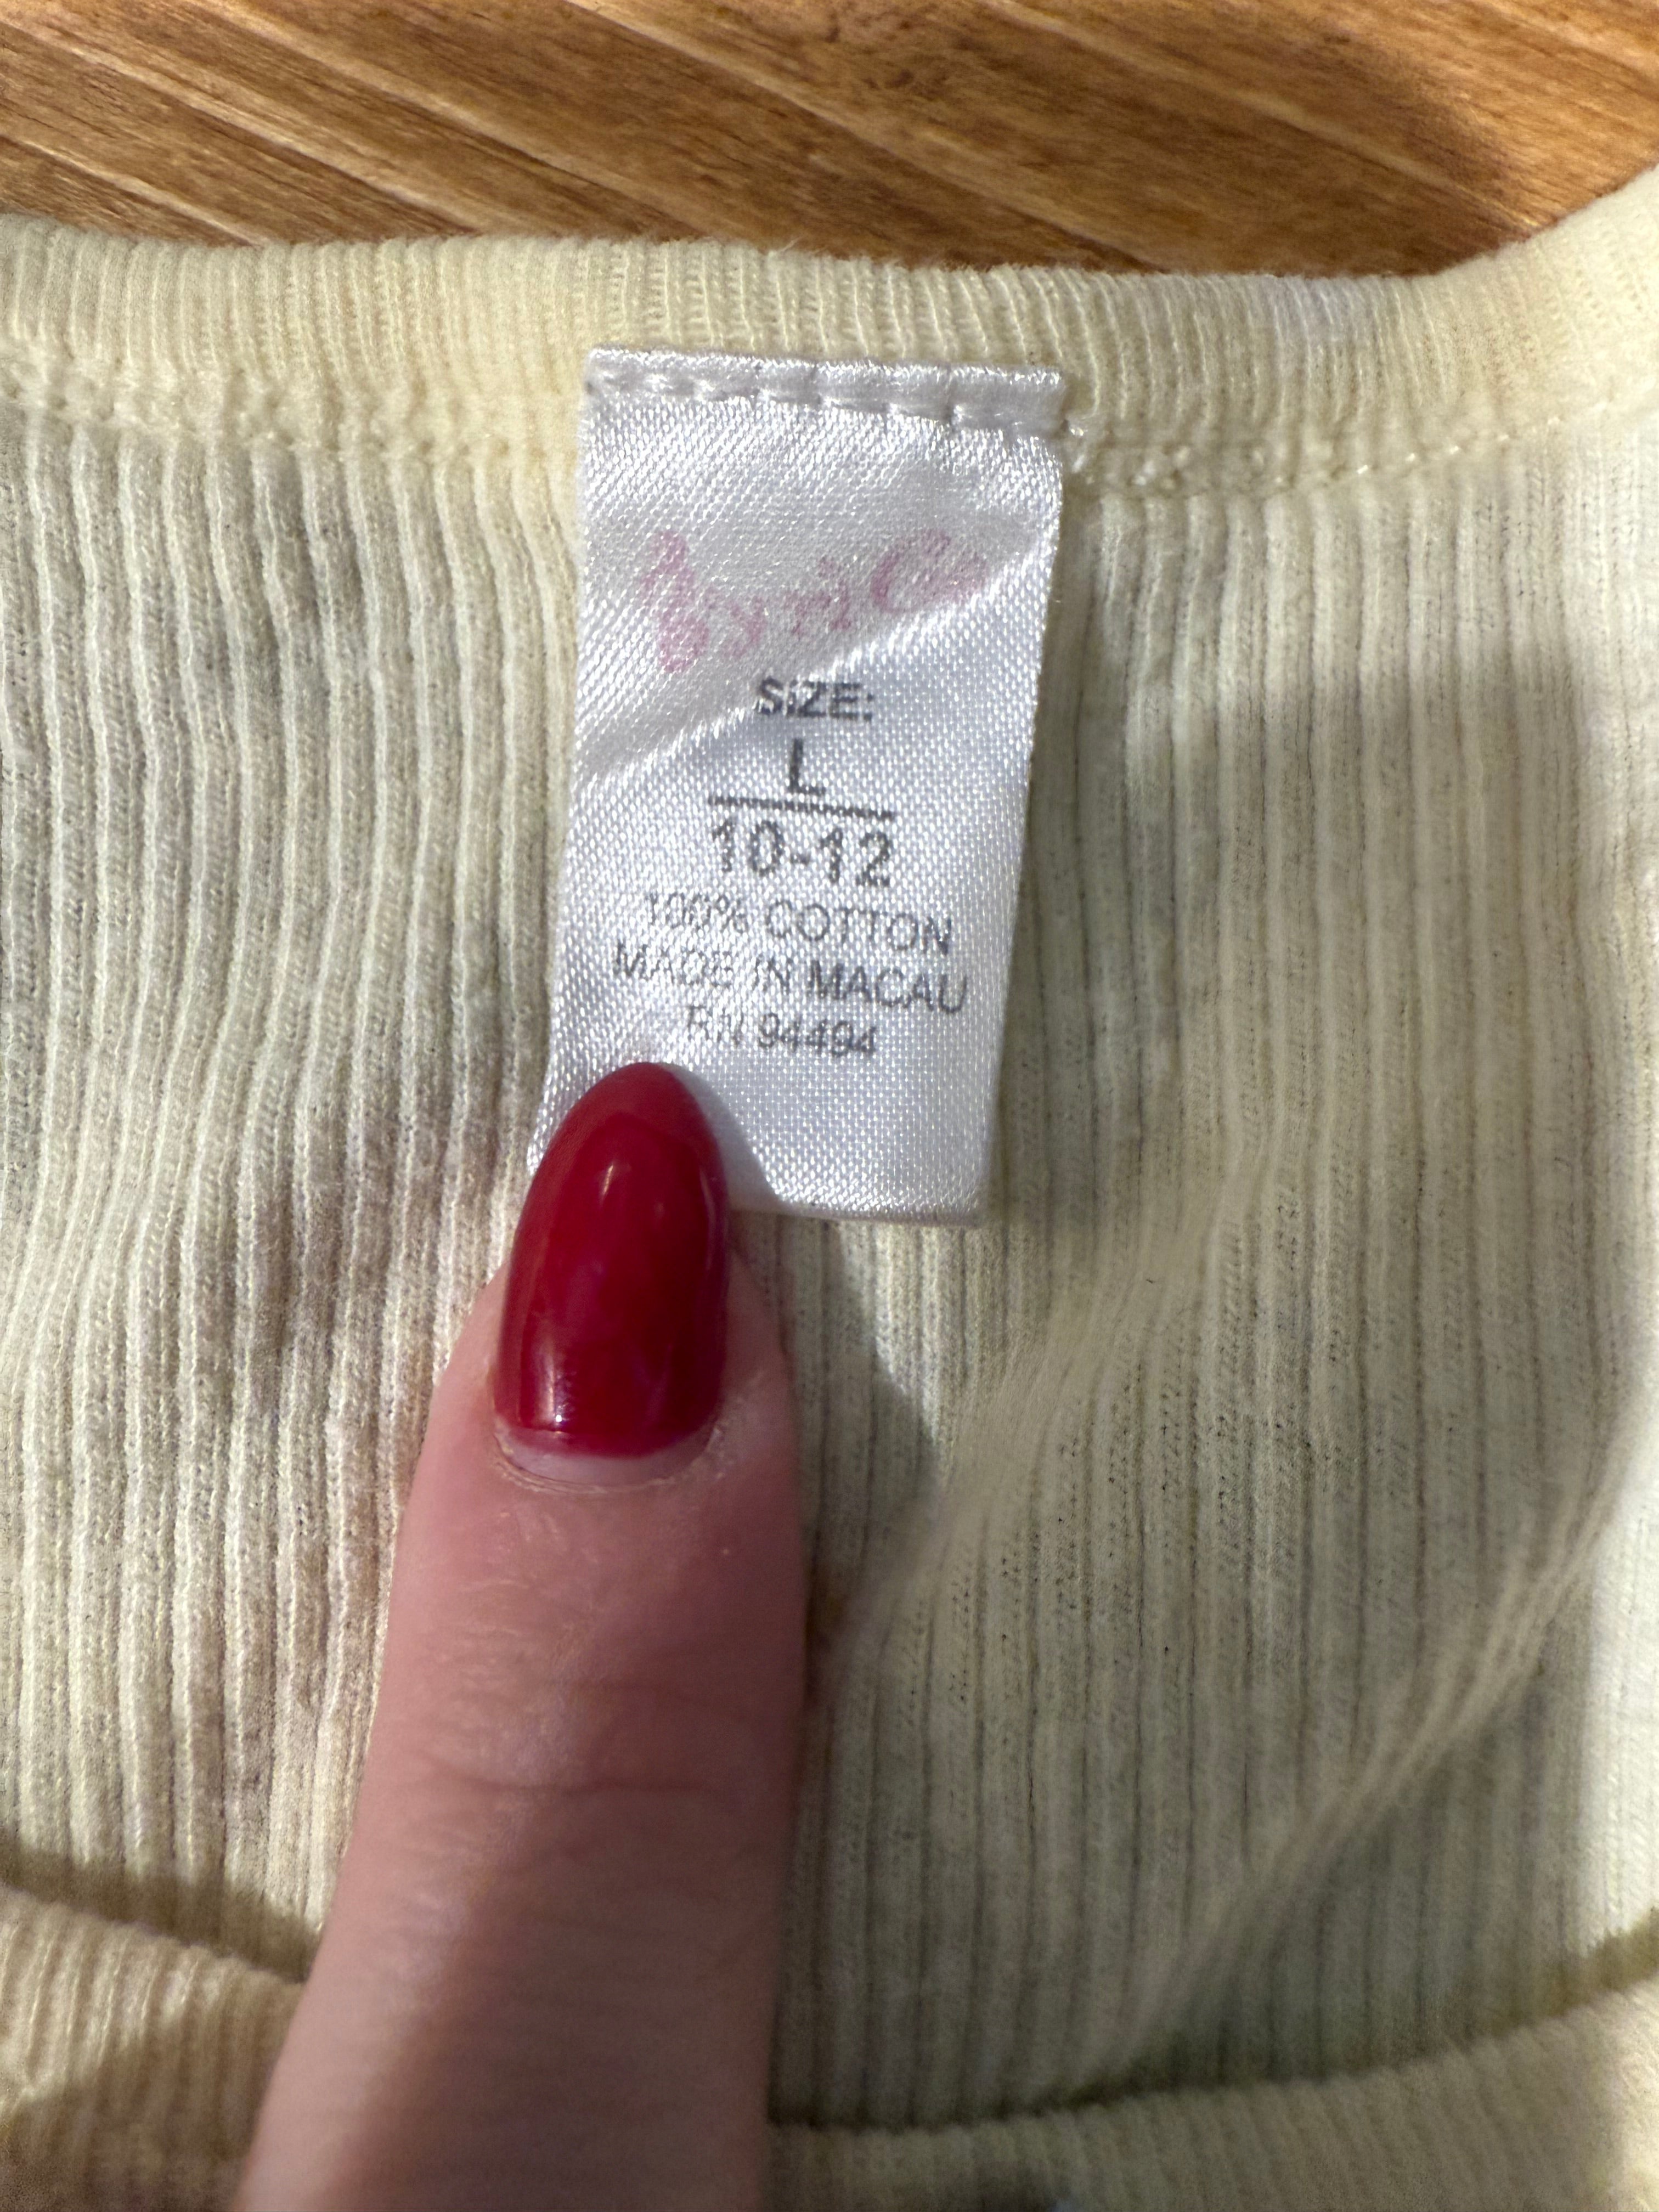 SIZE:
L
10-12
100% COTTON
MADE IN MACAU
RN 94494